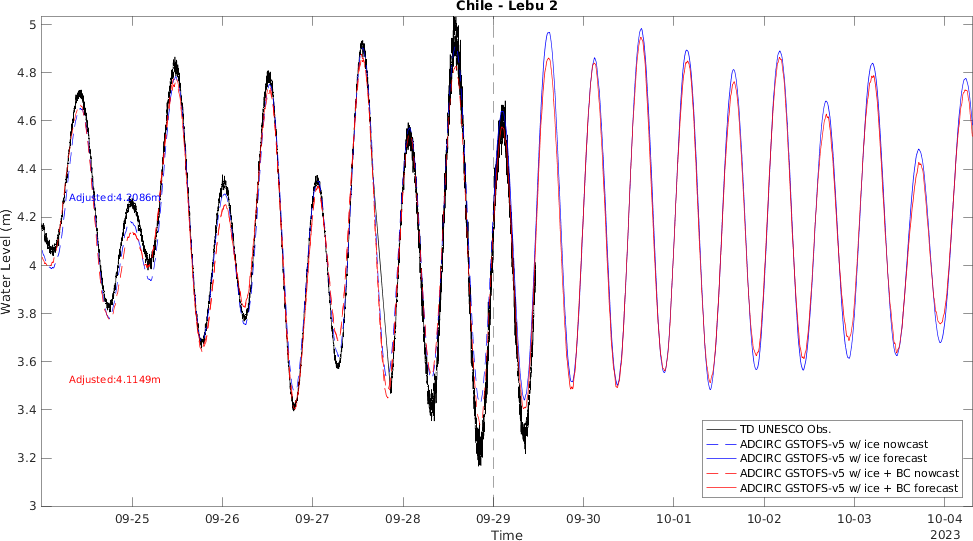 Chile - Lebu 2
5
4.8
4.6
4.4
4.2
4
3.8
3.6
3.4
3.2
3
Water Level (m)
Adjusted:4.2086m
Adjusted:4.1149m
TD UNESCO Obs.
ADCIRC GSTOFS-v5 w/ ice nowcast
ADCIRC GSTOFS-v5 w/ ice forecast
ADCIRC GSTOFS-v5 w/ ice + BC nowcast
ADCIRC GSTOFS-v5 w/ ice + BC forecast
09-25 09-26 09-27 09-28 09-29 09-30 10-01 10-02 10-03 10-04
Time 2023